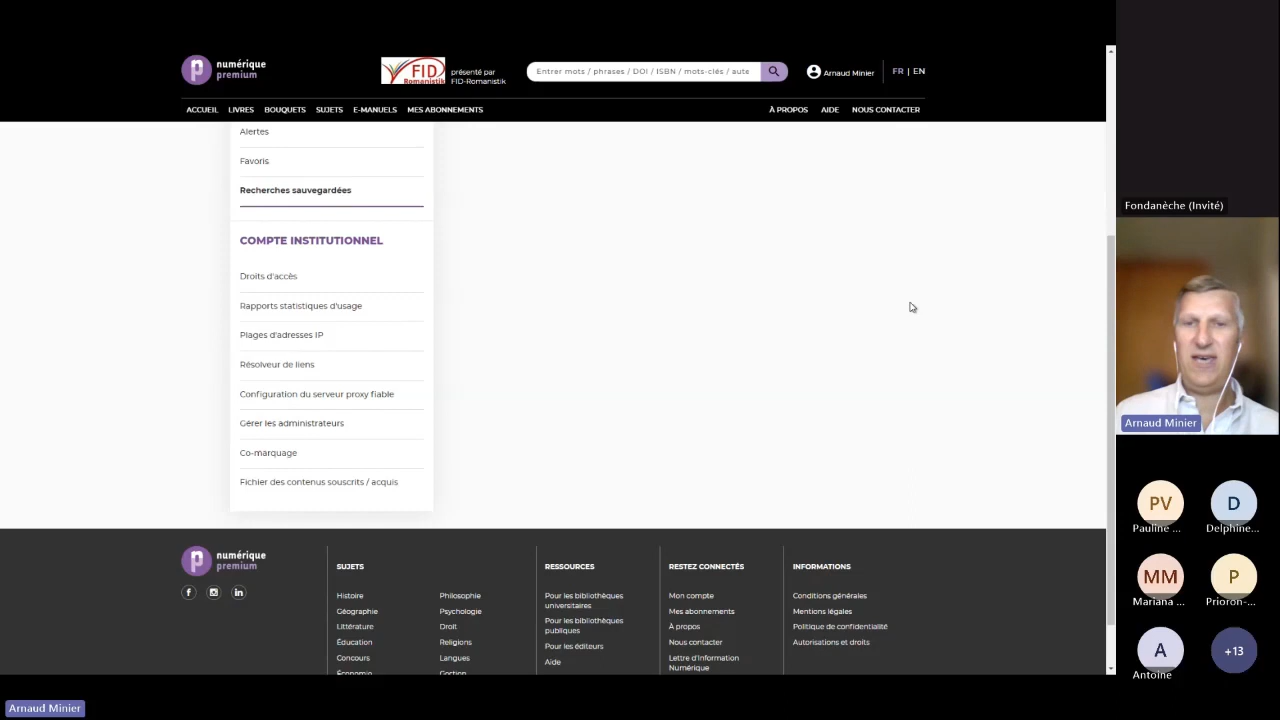 numérique
premium
FID
Romanistik
présenté par
FID-Romanistik
Entrer mots / phrases / DOI / ISBN / mots-clés / aute
Arnaud Minier
FR | EN
ACCUEIL LIVRES BOUQUETS SUJETS E-MANUELS MES ABONNEMENTS
À PROPOS AIDE NOUS CONTACTER
Alertes
Favoris
Recherches sauvegardées
COMPTE INSTITUTIONNEL
Droits d'accès
Rapports statistiques d'usage
Plages d'adresses IP
Résolveur de liens
Configuration du serveur proxy fiable
Gérer les administrateurs
Co-marquage
Fichier des contenus souscrits / acquis
numérique
premium
SUJETS
Histoire
Géographie
Littérature
Éducation
Concours
Économie
Philosophie
Psychologie
Droit
Religions
Langues
Gestion
RESSOURCES
Pour les bibliothèques
universitaires
Pour les bibliothèques
publiques
Pour les éditeurs
Aide
RESTEZ CONNECTÉS
Mon compte
Mes abonnements
À propos
Nous contacter
Lettre d'Information
Numérique
INFORMATIONS
Conditions générales
Mentions légales
Politique de confidentialité
Autorisations et droits
Fondanèche (Invité)
Arnaud Minier
PV
Pauline ...
D
Delphine...
MM
Mariana ...
P
Prioron-...
A
Antoine
+13
Arnaud Minier